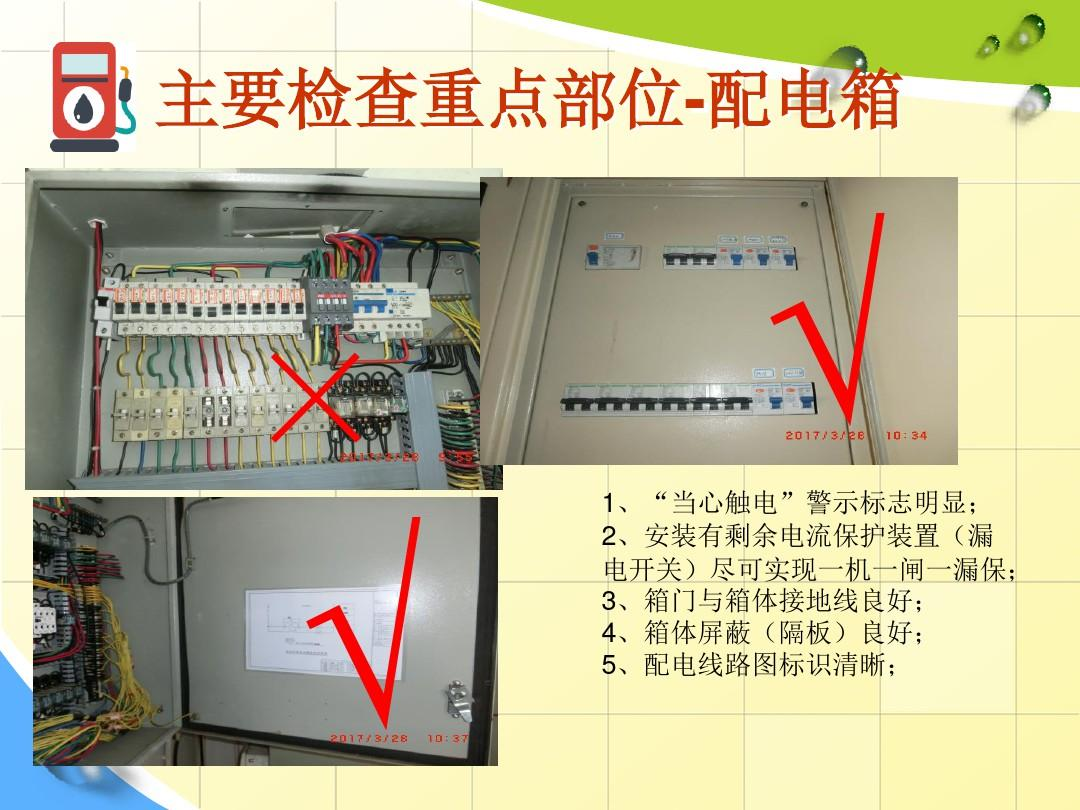 主要检查重点部位-配电箱
2017/3/28
2017/3/28 10:34
2017/3/28 10:37
1、“当心触电”警示标志明显；
2、安装有剩余电流保护装置（漏
电开关）尽可实现一机一闸一漏保；
3、箱门与箱体接地线良好；
4、箱体屏蔽（隔板）良好；
5、配电线路图标识清晰；